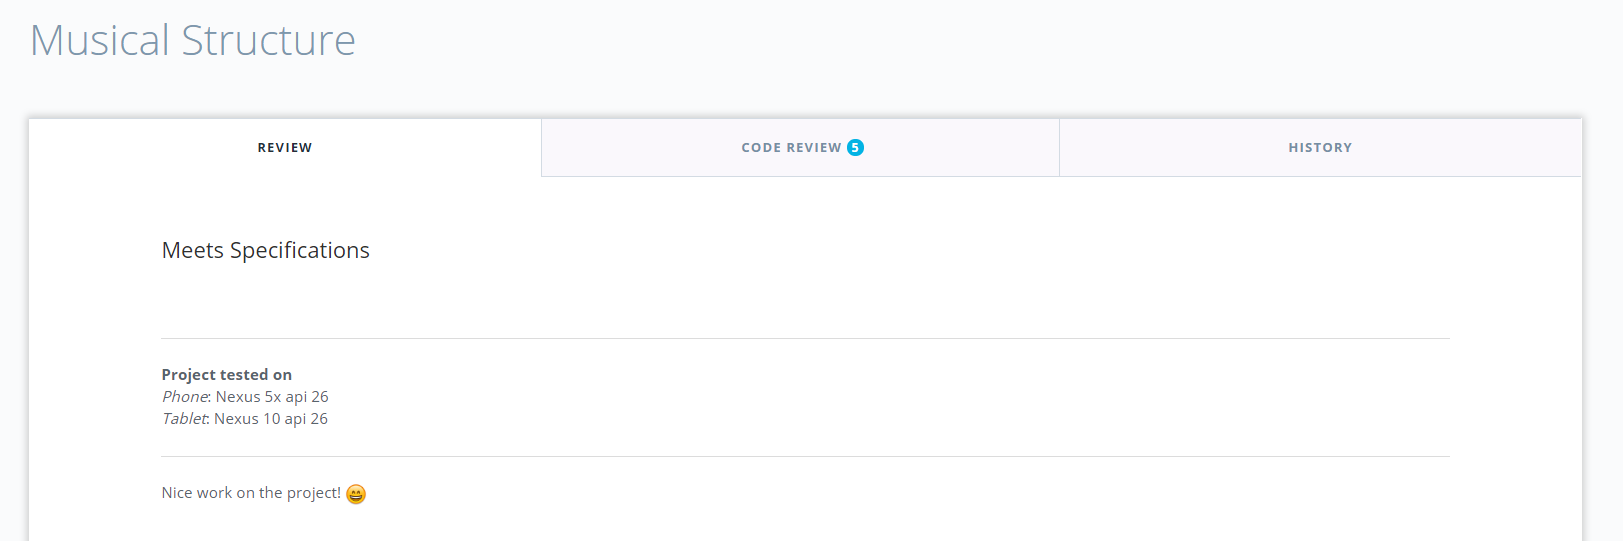 Musical Structure
REVIEW
CODE REVIEW 5
HISTORY
Meets Specifications
Project tested on
Phone: Nexus 5x api 26
Tablet: Nexus 10 api 26
Nice work on the project! 😄